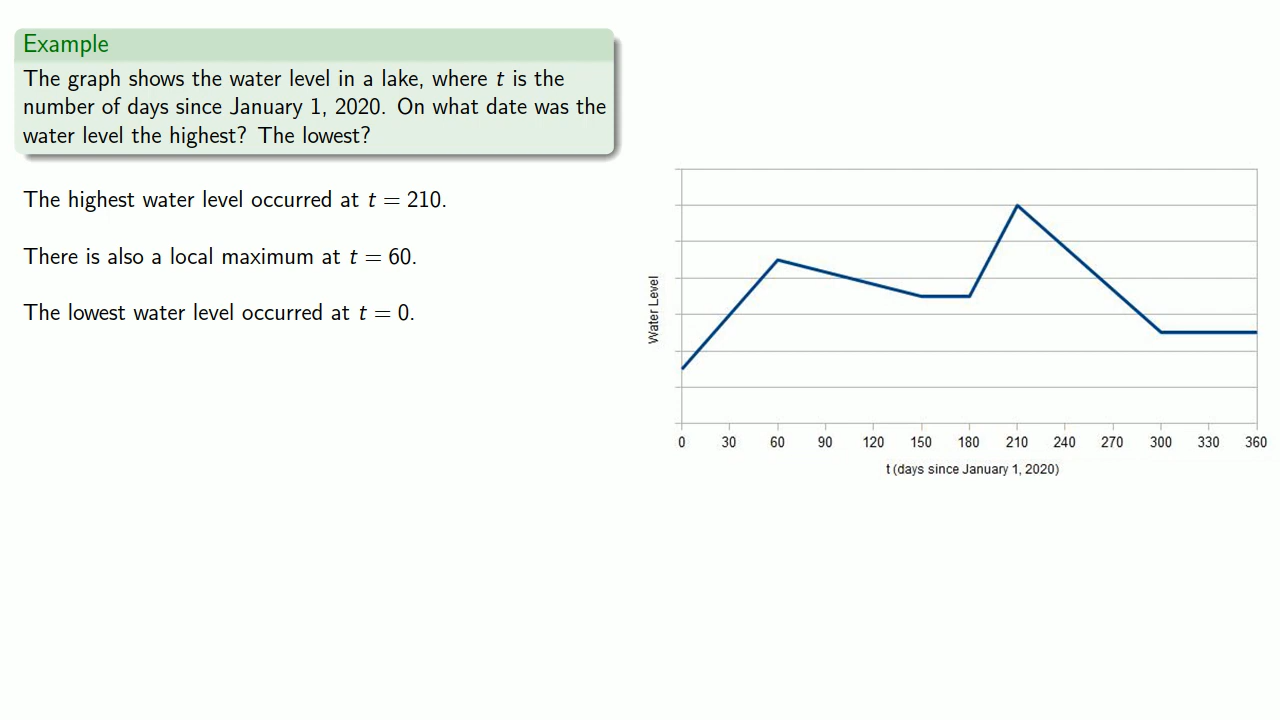 Example
The graph shows the water level in a lake, where t is the
number of days since January 1, 2020. On what date was the
water level the highest? The lowest?
The highest water level occurred at t = 210.
There is also a local maximum at t = 60.
The lowest water level occurred at t = 0.
Water Level
0 30 60 90 120 150 180 210 240 270 300 330 360
t (days since January 1, 2020)